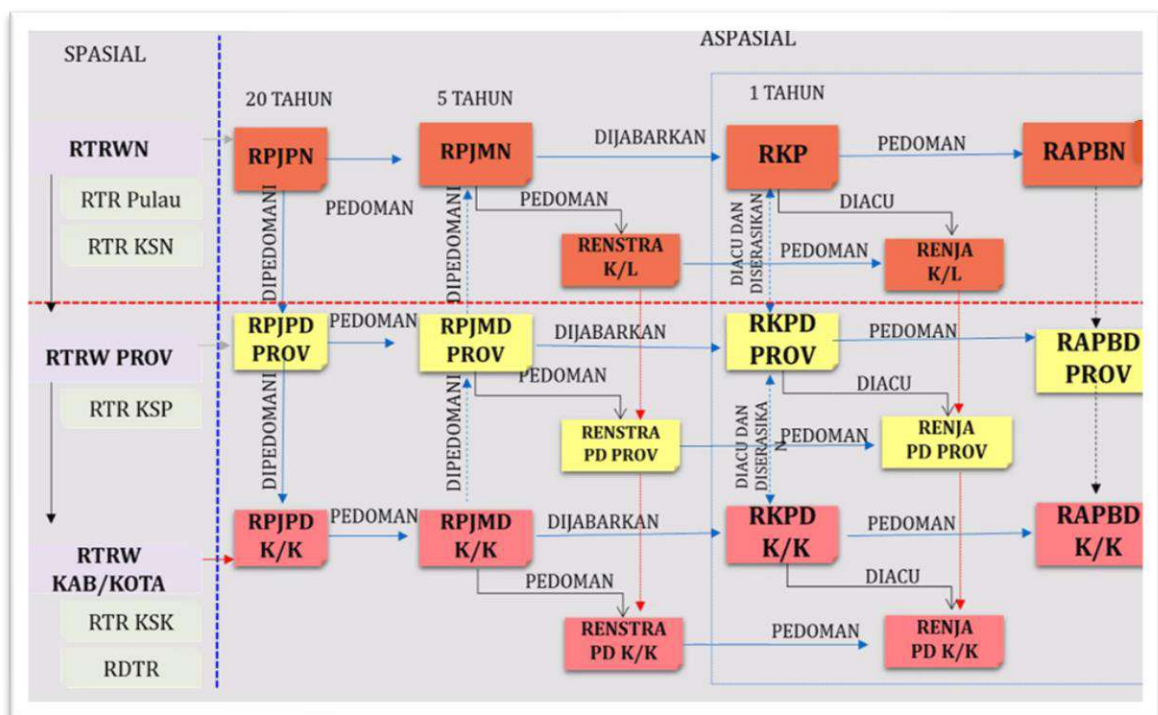 ASPASIAL
SPASIAL
20 TAHUN
5 TAHUN
1 TAHUN
RTRWN
RTR Pulau
RTR KSN
RPJPN
RPJMN
DIJABARKAN
RKP
PEDOMAN
RAPBN
PEDOMAN
PEDOMAN
DIACU
RENSTRA
K/L
PEDOMAN
RENJA
K/L
DIPEDOMANI
DIPEDOMANI
DIACU DAN
DISERASIKAN
RTRW PROV
RTR KSP
RPJPD
PROV
PEDOMAN
RPJMD
PROV
DIJABARKAN
RKPD
PROV
PEDOMAN
RAPBD
PROV
PEDOMAN
DIACU
RENSTRA
PD PROV
PEDOMAN
RENJA
PD PROV
DIPEDOMANI
DIPEDOMANI
DIACU DAN
DISERASIKA
N
RTRW
KAB/KOTA
RTR KSK
RDTR
RPJPD
K/K
PEDOMAN
RPJMD
K/K
DIJABARKAN
RKPD
K/K
PEDOMAN
RAPBD
K/K
PEDOMAN
DIACU
RENSTRA
PD K/K
PEDOMAN
RENJA
PD K/K